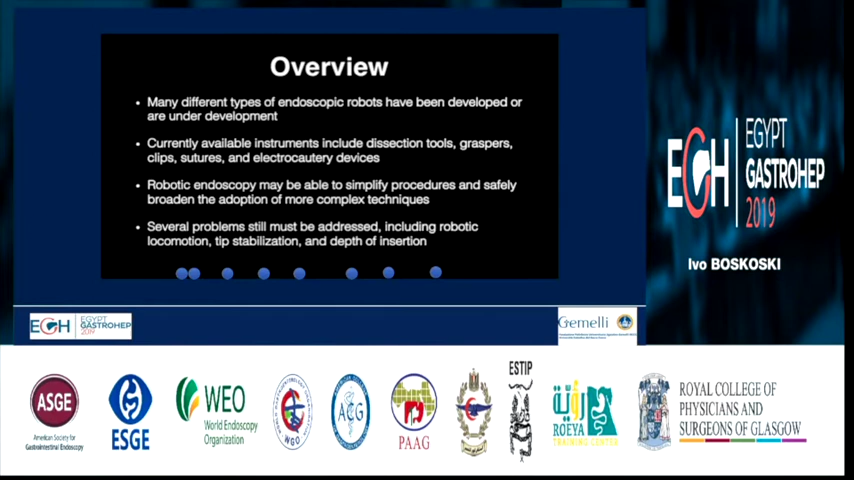 Overview
• Many different types of endoscopic robots have been developed or
are under development
• Currently available instruments include dissection tools, graspers,
clips, sutures, and electrocautery devices
• Robotic endoscopy may be able to simplify procedures and safely
broaden the adoption of more complex techniques
• Several problems still must be addressed, including robotic
locomotion, tip stabilization, and depth of insertion
EGH
EGYPT
GASTROHEP
2019
Ivo BOSKOSKI
EGH
EGYPT
GASTROHEP
2019
Gemelli
ASGE
American Society for
Gastrointestinal Endoscopy
ESGE
WEO
World Endoscopy
Organization
WGO
ACG
PAAG
ESTIP
رؤية
ROEYA
TRAINING CENTER
ROYAL COLLEGE OF
PHYSICIANS AND
SURGEONS OF GLASGOW